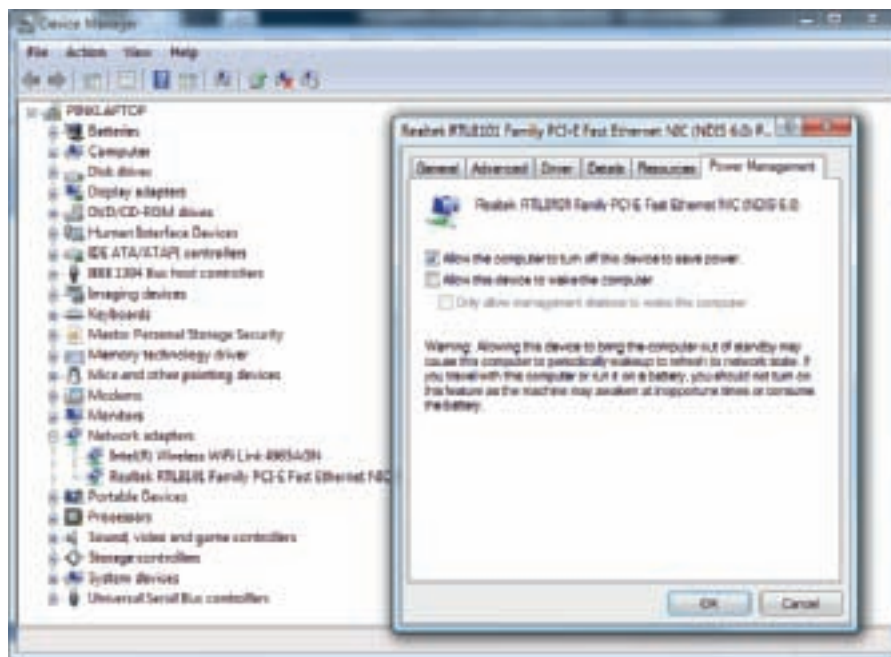 Device Manager
File Action View Help
PINKLAPTOP
Batteries
Computer
Disk drives
Display adapters
DVD/CD-ROM drives
Human Interface Devices
IDE ATA/ATAPI controllers
IEEE 1394 Bus host controllers
Imaging devices
Keyboards
Maxtor Personal Storage Security
Memory technology driver
Mice and other pointing devices
Modems
Monitors
Network adapters
Intel(R) Wireless WiFi Link 4965AGN
Realtek RTL8101 Family PCI-E Fast Ethernet NIC
Portable Devices
Processors
Sound, video and game controllers
Storage controllers
System devices
Universal Serial Bus controllers
Realtek RTL8101 Family PCI-E Fast Ethernet NIC (NDIS 6.0) P...
General Advanced Driver Details Resources Power Management
Realtek RTL8101 Family PCI-E Fast Ethernet NIC (NDIS 6.0)
Allow the computer to turn off this device to save power
Allow this device to wake the computer
Only allow management stations to wake the computer
Warning: Allowing this device to bring the computer out of standby may
cause this computer to periodically wakeup to refresh its network state. If
you travel with this computer or run it on a battery, you should not turn on
this feature as the machine may awaken at inopportune times or consume
the battery.
OK Cancel